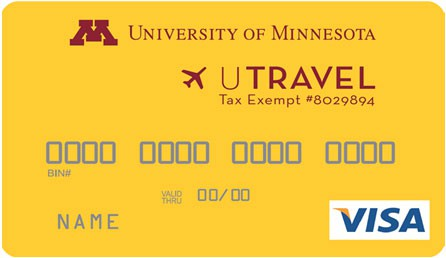 M UNIVERSITY OF MINNESOTA
UTRAVEL
Tax Exempt #8029894
0000 0000 0000 0000
BIN#
VALID THRU 00/00
NAME
VISA